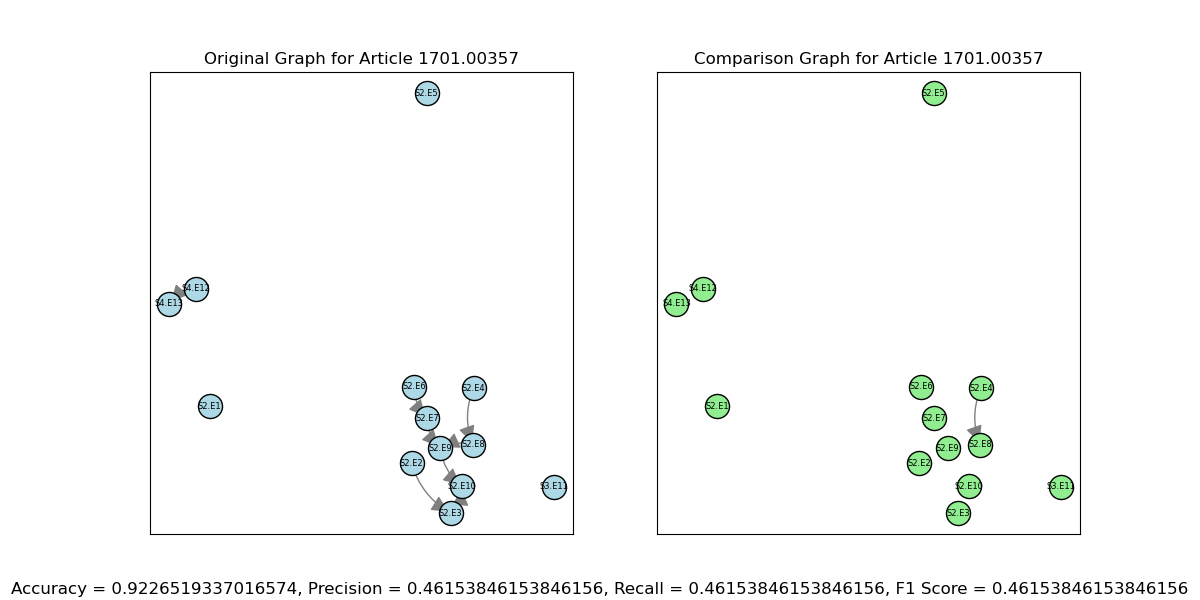 Original Graph for Article 1701.00357
Comparison Graph for Article 1701.00357
S2.E5
S2.E5
S4.E12
S4.E13
S4.E12
S4.E13
S2.E6
S2.E4
S2.E6
S2.E4
S2.E1
S2.E7
S2.E1
S2.E7
S2.E9
S2.E8
S2.E9
S2.E8
S2.E2
S2.E2
S2.E10
S3.E11
S2.E10
S3.E11
S2.E3
S2.E3
Accuracy = 0.9226519337016574, Precision = 0.46153846153846156, Recall = 0.46153846153846156, F1 Score = 0.46153846153846156